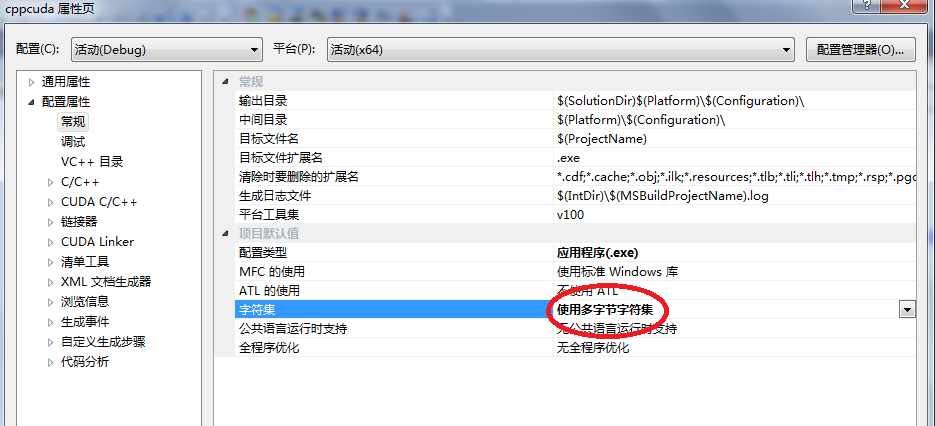 cppcuda 属性页
?
配置(C): 活动(Debug) 平台(P): 活动(x64) 配置管理器(O)...
通用属性
配置属性
常规
调试
VC++ 目录
C/C++
CUDA C/C++
链接器
CUDA Linker
清单工具
XML 文档生成器
浏览信息
生成事件
自定义生成步骤
代码分析
常规
输出目录 $(SolutionDir)$(Platform)\$(Configuration)\
中间目录 $(Platform)\$(Configuration)\
目标文件名 $(ProjectName)
目标文件扩展名 .exe
清除时要删除的扩展名 *.cdf;*.cache;*.obj;*.ilk;*.resources;*.tlb;*.tli;*.tlh;*.tmp;*.rsp;*.pgc
生成日志文件 $(IntDir)\$(MSBuildProjectName).log
平台工具集 v100
项目默认值
配置类型 应用程序(.exe)
MFC 的使用 使用标准 Windows 库
ATL 的使用 不使用 ATL
字符集 使用多字节字符集
公共语言运行时支持 无公共语言运行时支持
全程序优化 无全程序优化